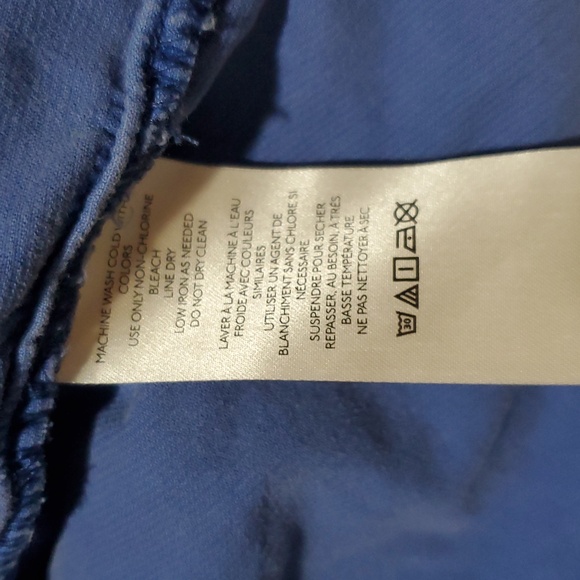 MACHINE WASH COLD WITH
COLORS
USE ONLY NON-CHLORINE
BLEACH
LINE DRY
LOW IRON AS NEEDED
DO NOT DRY CLEAN
LAVER À LA MACHINE À L'EAU
FROIDE AVEC COULEURS
SIMILAIRES
UTILISER UN AGENT DE
BLANCHIMENT SANS CHLORE SI
NÉCESSAIRE
SUSPENDRE POUR SECHER
REPASSER, AU BESOIN, À TRÈS
BASSE TEMPÉRATURE
NE PAS NETTOYER À SEC
30